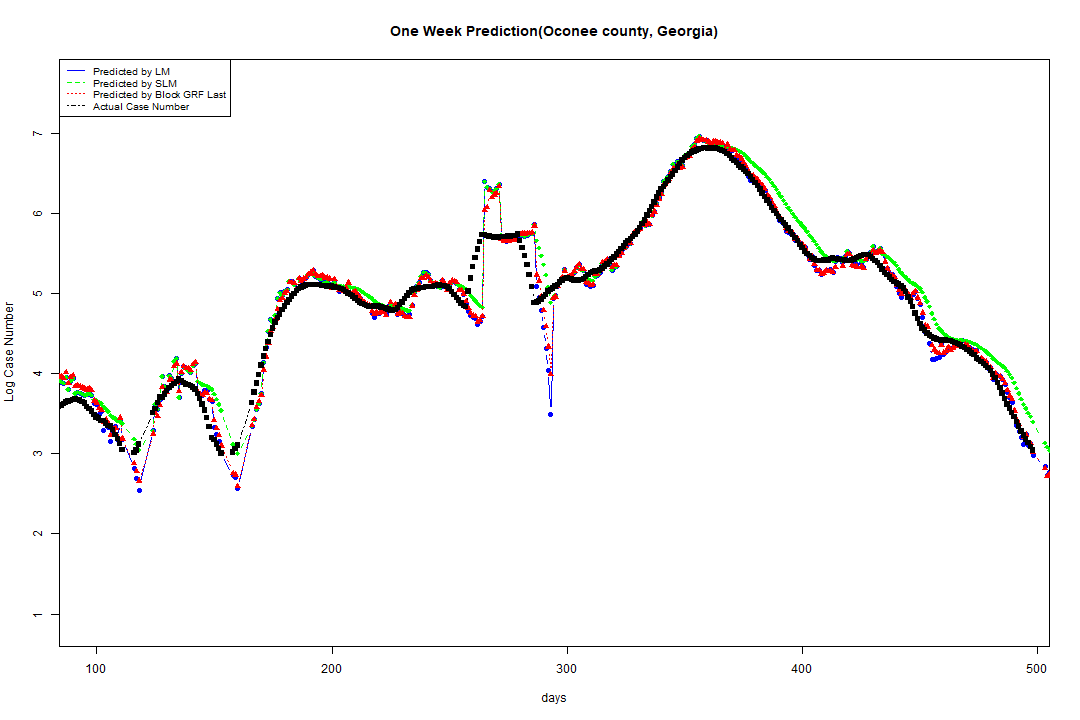 One Week Prediction(Oconee county, Georgia)
Predicted by LM
Predicted by SLM
Predicted by Block GRF Last
Actual Case Number
7
6
5
4
3
2
1
Log Case Number
100 200 300 400 500
days